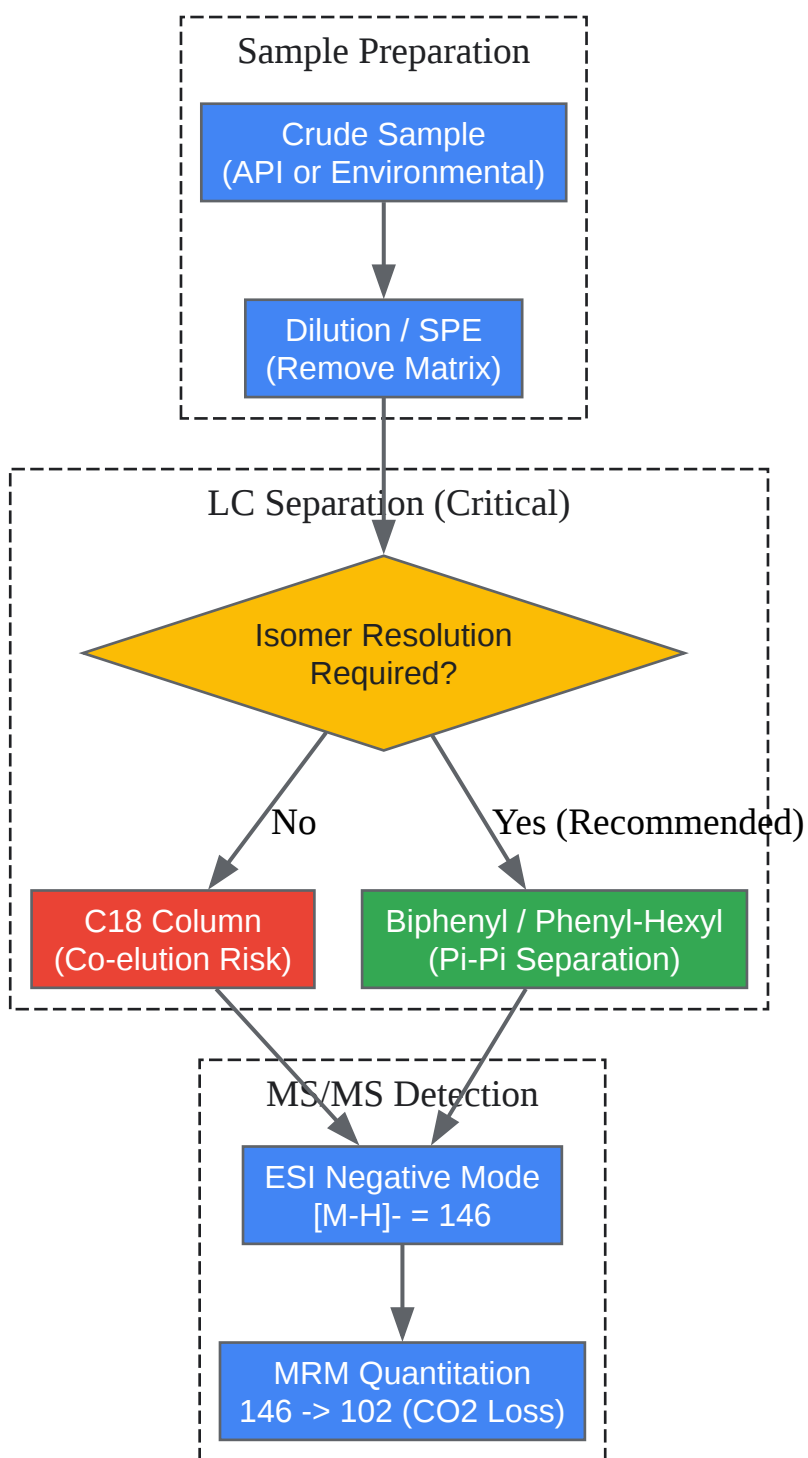 Sample Preparation
Crude Sample
(API or Environmental)
Dilution / SPE
(Remove Matrix)
LC Separation (Critical)
Isomer Resolution
Required?
No
Yes (Recommended)
C18 Column
(Co-elution Risk)
Biphenyl / Phenyl-Hexyl
(Pi-Pi Separation)
MS/MS Detection
ESI Negative Mode
[M-H]- = 146
MRM Quantitation
146 -> 102 (CO2 Loss)